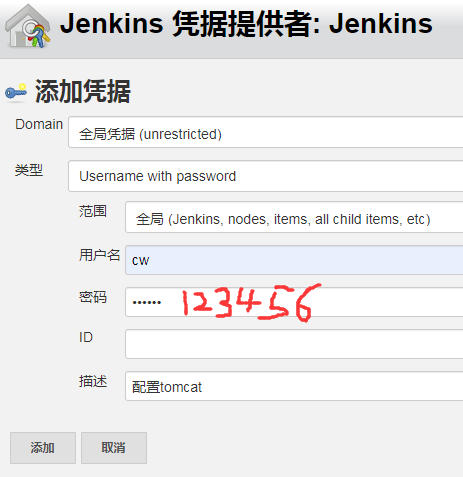 Jenkins 凭据提供者: Jenkins
添加凭据
Domain 全局凭据 (unrestricted)
类型 Username with password
范围 全局 (Jenkins, nodes, items, all child items, etc)
用户名 cw
密码 •••••• 123456
ID
描述 配置tomcat
添加 取消